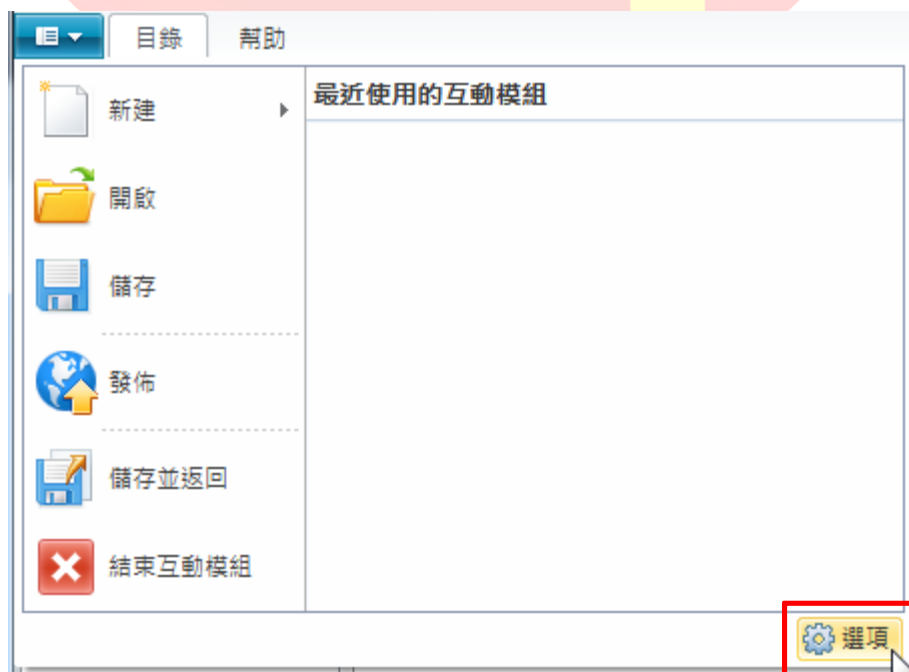 目錄 幫助
新建
最近使用的互動模組
開啟
儲存
發佈
儲存並返回
結束互動模組
選項